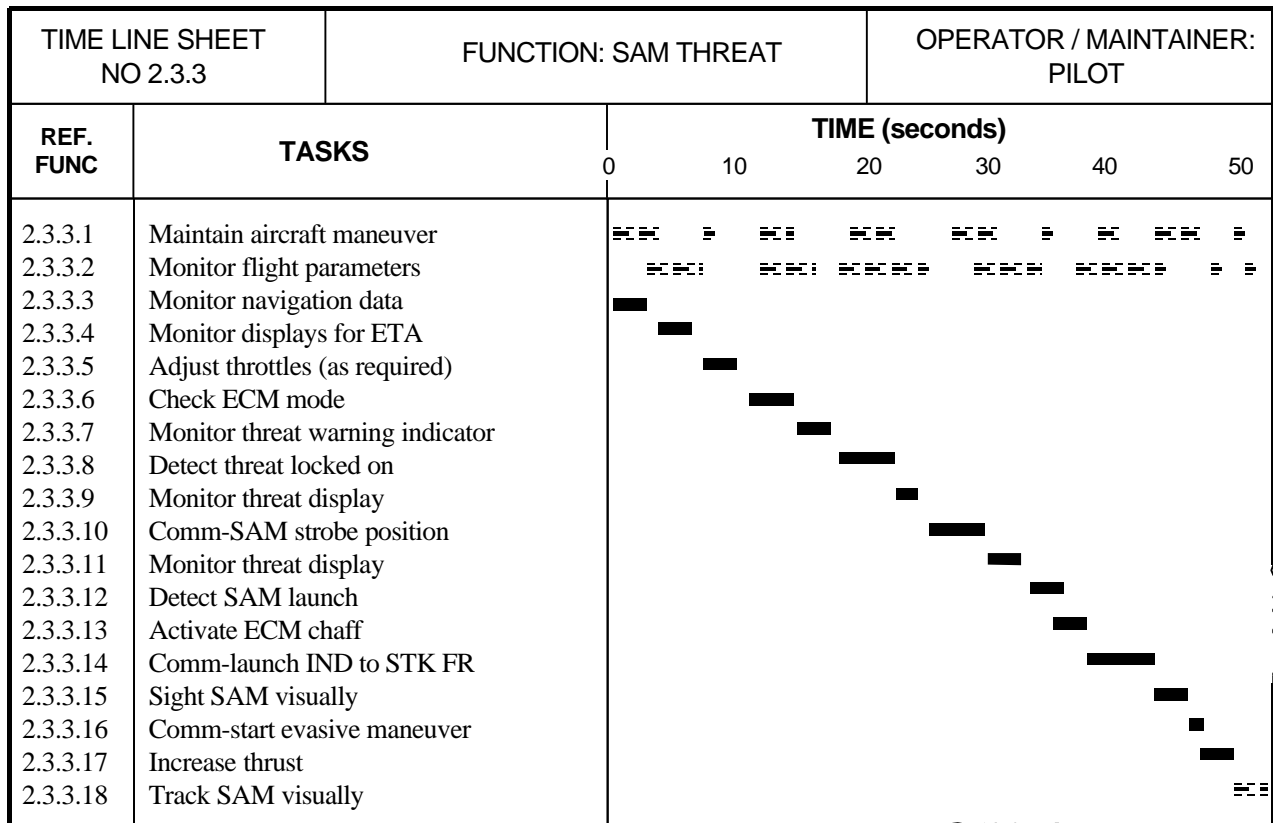 TIME LINE SHEET
NO 2.3.3
FUNCTION: SAM THREAT
OPERATOR / MAINTAINER:
PILOT
REF.
FUNC
TASKS
TIME (seconds)
0 10 20 30 40 50
2.3.3.1 Maintain aircraft maneuver
2.3.3.2 Monitor flight parameters
2.3.3.3 Monitor navigation data
2.3.3.4 Monitor displays for ETA
2.3.3.5 Adjust throttles (as required)
2.3.3.6 Check ECM mode
2.3.3.7 Monitor threat warning indicator
2.3.3.8 Detect threat locked on
2.3.3.9 Monitor threat display
2.3.3.10 Comm-SAM strobe position
2.3.3.11 Monitor threat display
2.3.3.12 Detect SAM launch
2.3.3.13 Activate ECM chaff
2.3.3.14 Comm-launch IND to STK FR
2.3.3.15 Sight SAM visually
2.3.3.16 Comm-start evasive maneuver
2.3.3.17 Increase thrust
2.3.3.18 Track SAM visually